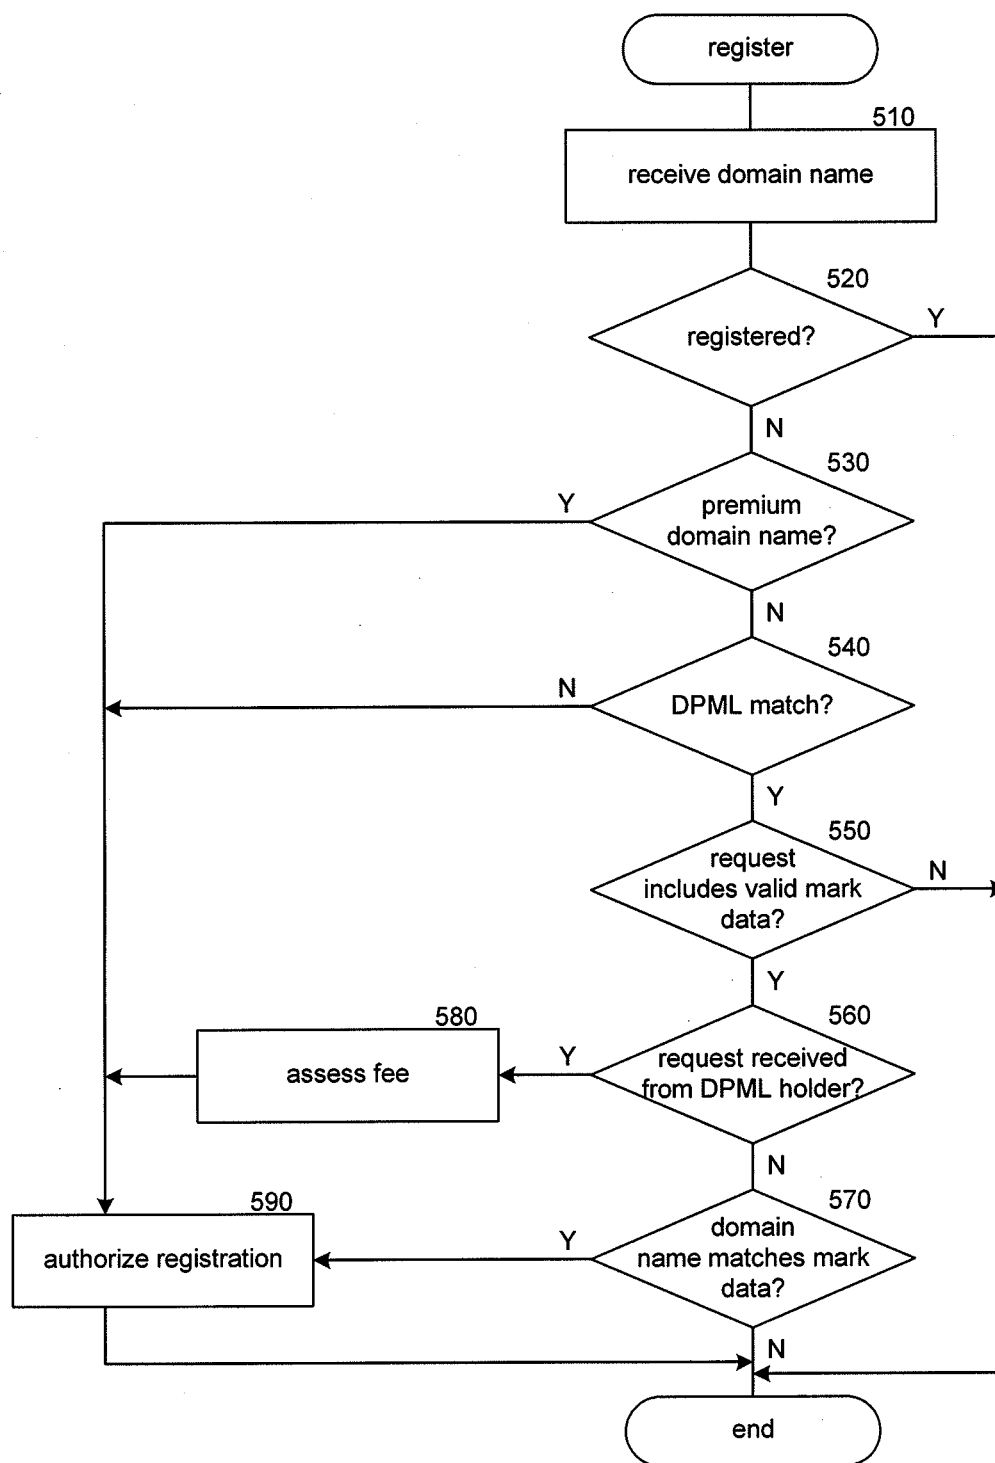 register
510
receive domain name
520
registered?
Y
N
530
premium
domain name?
Y
N
540
DPML match?
N
Y
550
request
includes valid mark
data?
N
Y
560
request received
from DPML holder?
Y
580
assess fee
N
570
domain
name matches mark
data?
Y
590
authorize registration
N
end